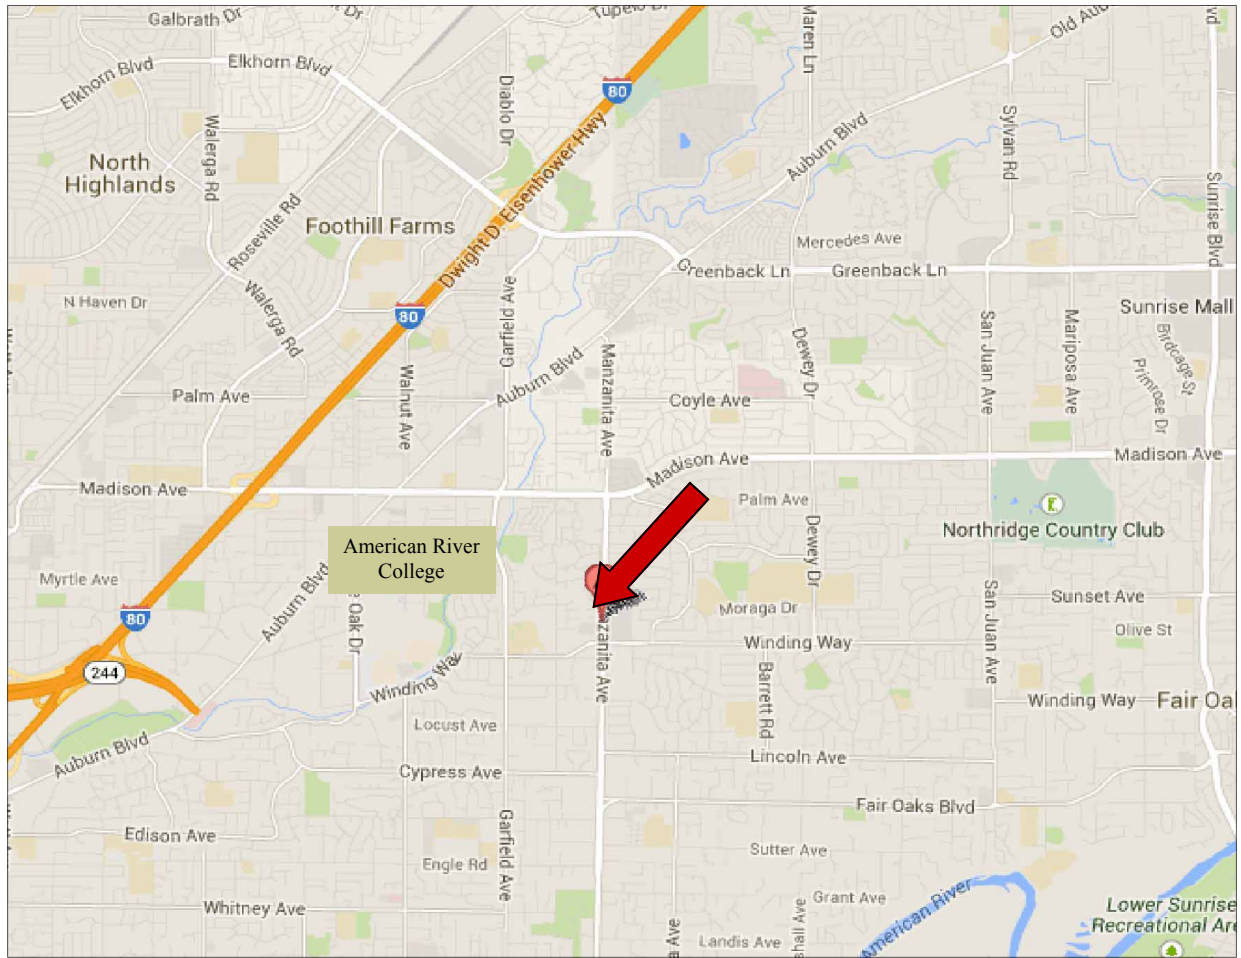 Galbrath Dr
Tupelo Dr
Maren Ln
Old Aub
Elkhorn Blvd
Elkhorn Blvd
80
Diablo Dr
Walerga Rd
Auburn Blvd
Sylvan Rd
North
Highlands
Dwight D. Eisenhower Hwy
Sunrise Blvd
Foothill Farms
Roseville Rd
Mercedes Ave
Greenback Ln
Greenback Ln
N Haven Dr
Walerga Rd
80
Garfield Ave
Sunrise Mall
San Juan Ave
Mariposa Ave
Birdcage St
Primrose Dr
Manzanita Ave
Dewey Dr
Auburn Blvd
Palm Ave
Walnut Ave
Coyle Ave
Madison Ave
Madison Ave
Madison Ave
Palm Ave
Northridge Country Club
American River
College
Dewey Dr
Myrtle Ave
Auburn Blvd
Oak Dr
80
San Juan Ave
Sunset Ave
Moraga Dr
Olive St
Winding Way
244
Winding Way
zanita Ave
Barrett Rd
Winding Way
Fair Oa
Locust Ave
Auburn Blvd
Cypress Ave
Lincoln Ave
Fair Oaks Blvd
Edison Ave
Garfield Ave
Sutter Ave
Engle Rd
Whitney Ave
Grant Ave
American River
Lower Sunrise
Recreational Are
Landis Ave
a Ave
shall Ave